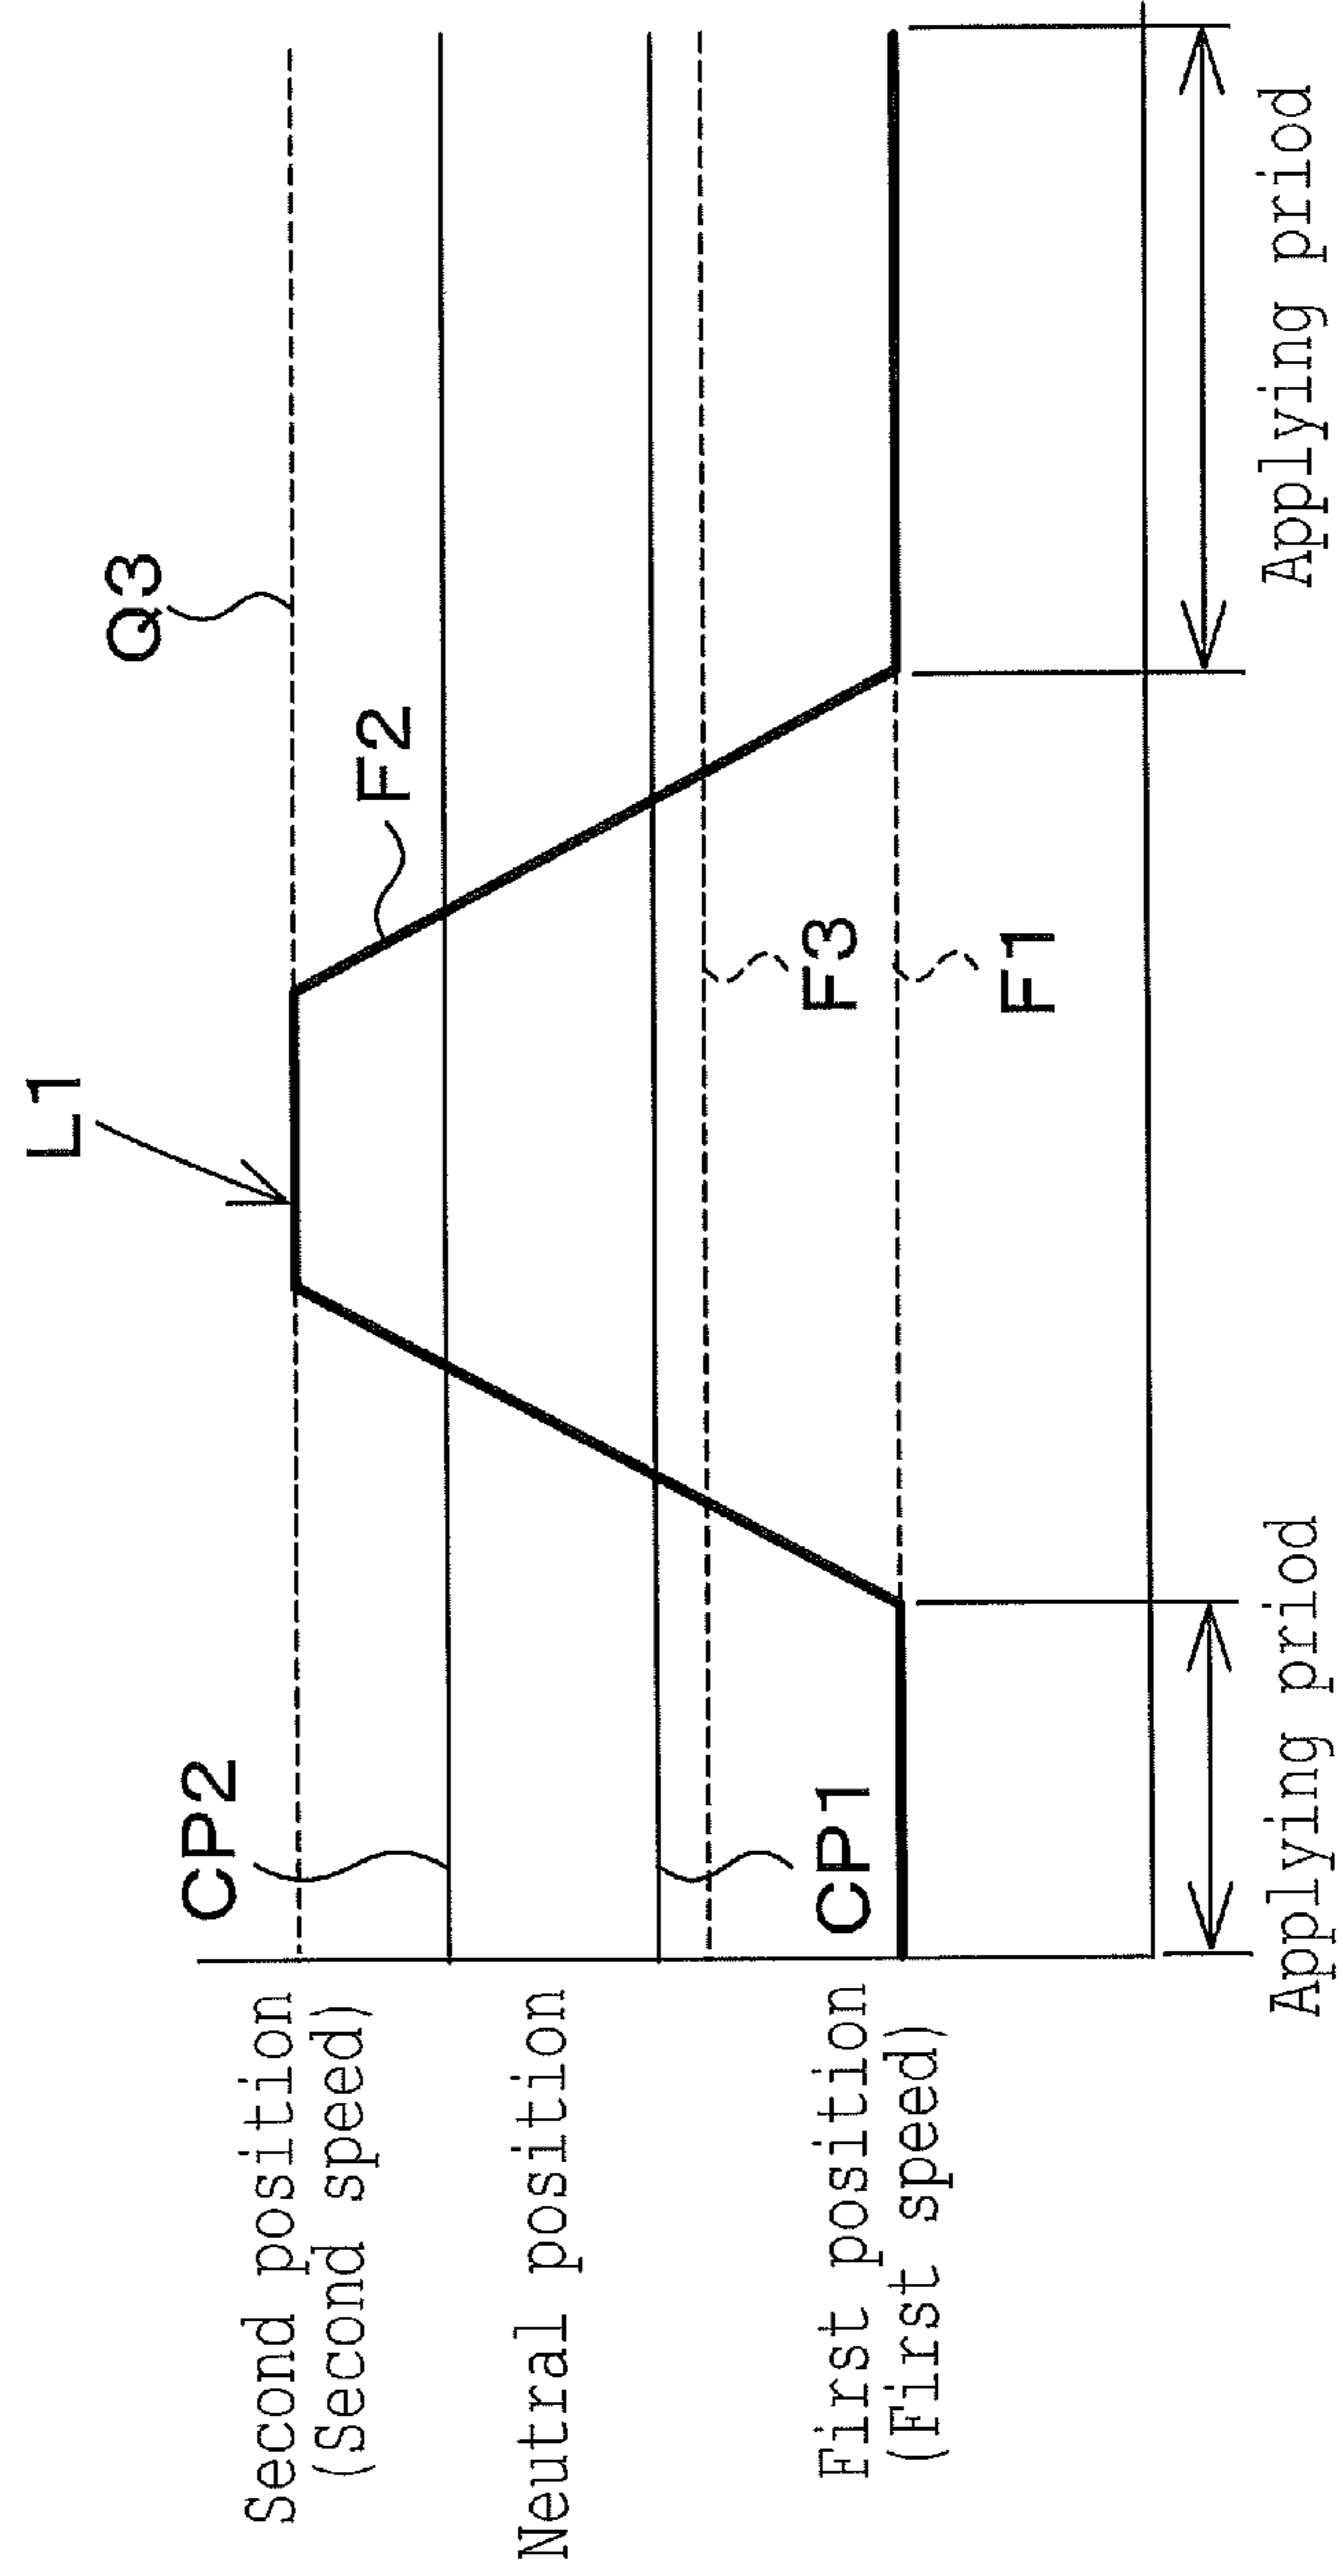 L1
Q3
F2
CP2
Second position
(Second speed)
Neutral position
F3
CP1
First position
(First speed)
F1
Applying priod
Applying priod